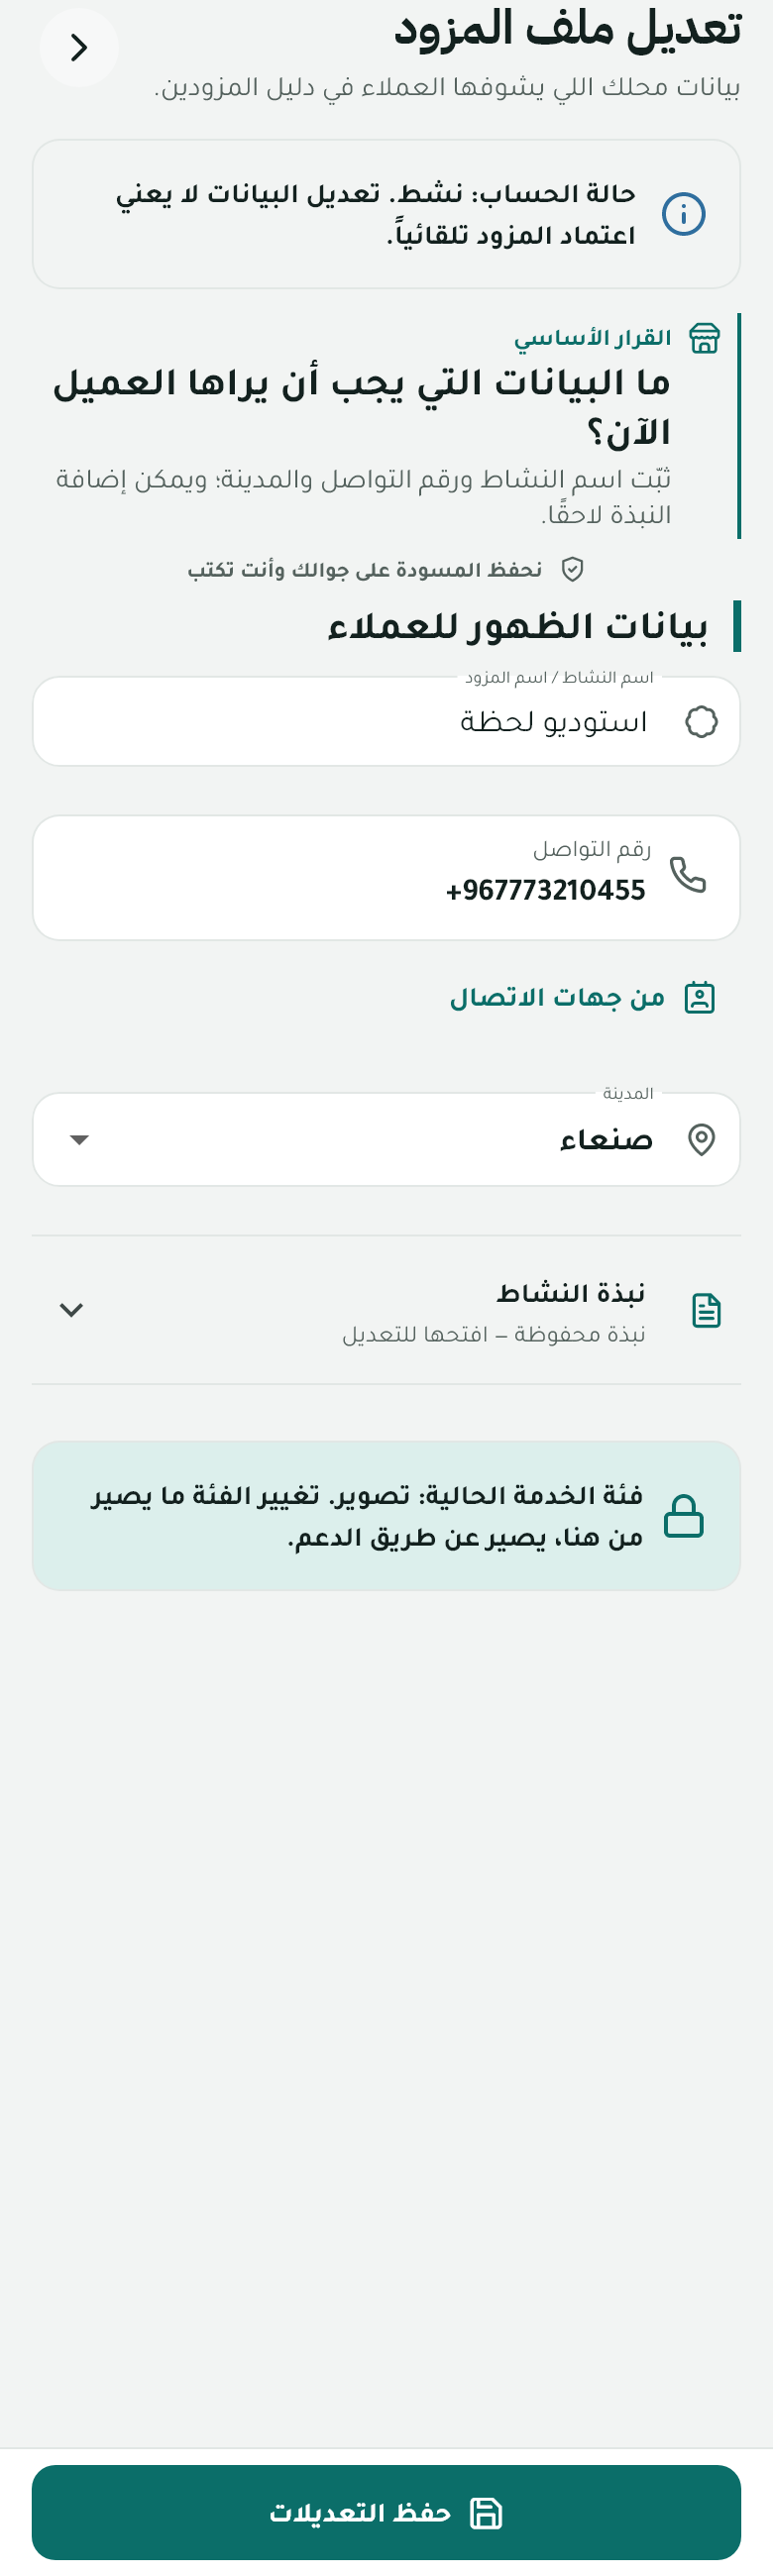 تعديل ملف المزود
بيانات محلك اللي يشوفها العملاء في دليل المزودين.
حالة الحساب: نشط. تعديل البيانات لا يعني
اعتماد المزود تلقائياً.
القرار الأساسي
ما البيانات التي يجب أن يراها العميل
الآن؟
ثبّت اسم النشاط ورقم التواصل والمدينة؛ ويمكن إضافة
النبذة لاحقًا.
نحفظ المسودة على جوالك وأنت تكتب
بيانات الظهور للعملاء
اسم النشاط / اسم المزود
استوديو لحظة
رقم التواصل
+967773210455
من جهات الاتصال
المدينة
صنعاء
نبذة النشاط
نبذة محفوظة – افتحها للتعديل
فئة الخدمة الحالية: تصوير. تغيير الفئة ما يصير
من هنا، يصير عن طريق الدعم.
حفظ التعديلات